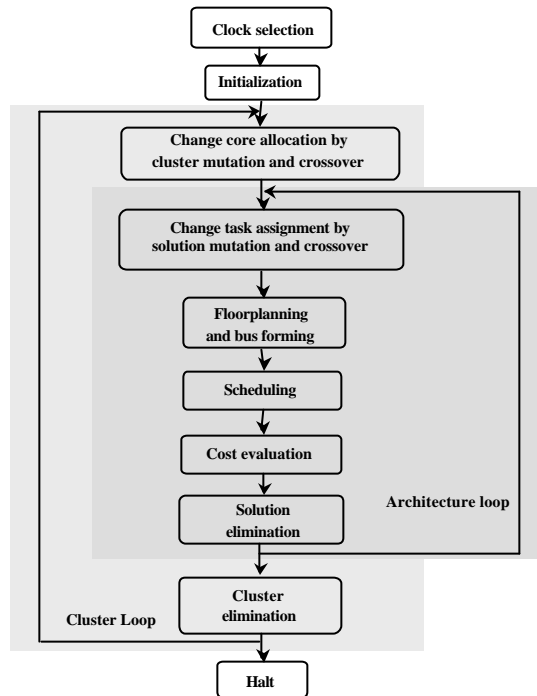 Clock selection
Initialization
Change core allocation by
cluster mutation and crossover
Change task assignment by
solution mutation and crossover
Floorplanning
and bus forming
Scheduling
Cost evaluation
Solution
elimination
Architecture loop
Cluster
elimination
Cluster Loop
Halt